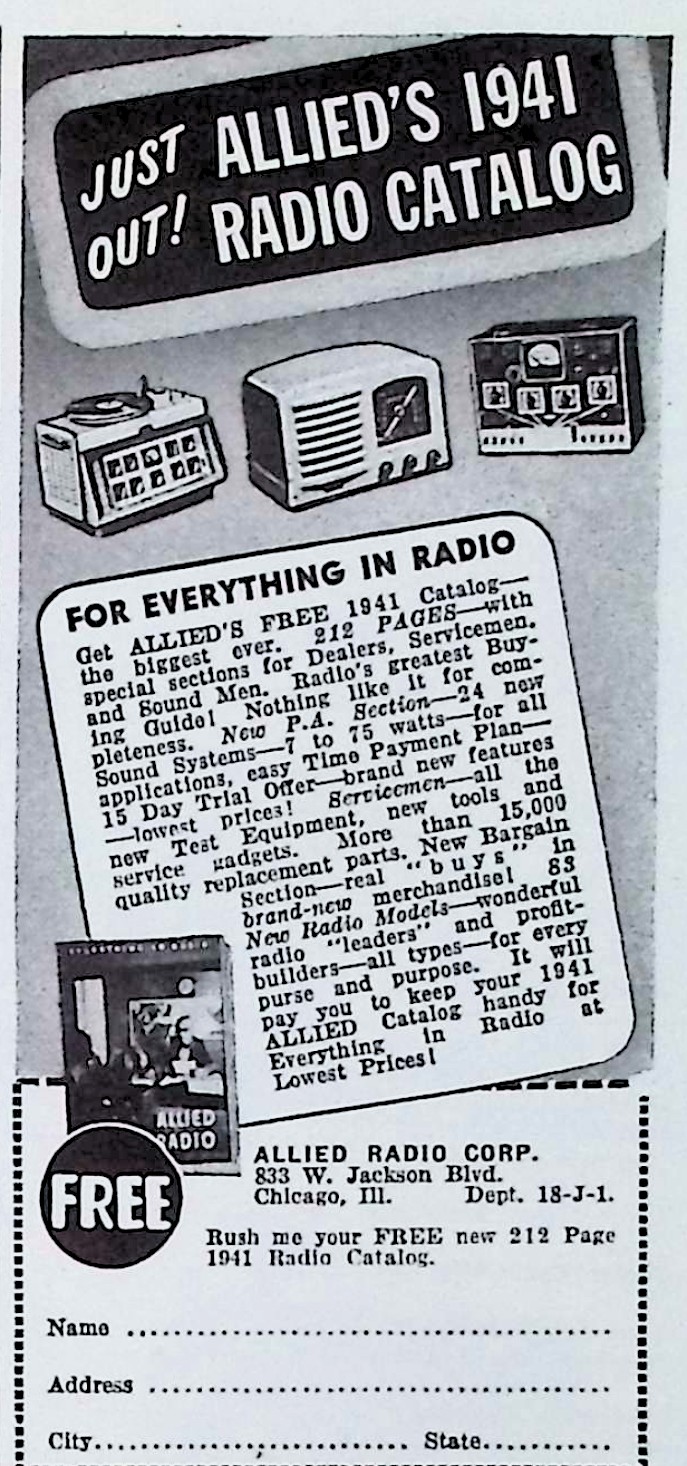 JUST OUT! ALLIED'S 1941
RADIO CATALOG
FOR EVERYTHING IN RADIO
Get ALLIED'S FREE 1941 Catalog—
the biggest ever. 212 PAGES—with
special sections for Dealers, Servicemen,
and Sound Men. Radio's greatest Buy-
ing Guide! Nothing like it for com-
pleteness. New P.A. Section—24 new
Sound Systems—7 to 75 watts—for all
applications, easy Time Payment Plan—
15 Day Trial Offer—brand new features
—lowest prices! Servicemen—all the
new Test Equipment, new tools and
service gadgets. More than 15,000
quality replacement parts. New Bargain
Section—real "buys" in
brand-new merchandise! 83
New Radio Models—wonderful
radio "leaders" and profit-
builders—all types—for every
purse and purpose. It will
pay you to keep your 1941
ALLIED Catalog handy for
Everything in Radio at
Lowest Prices!
ALLIED
RADIO
FREE
ALLIED RADIO CORP.
833 W. Jackson Blvd.
Chicago, Ill. Dept. 18-J-1.
Rush me your FREE new 212 Page
1941 Radio Catalog.
Name ........................................
Address ......................................
City.......................... State...........